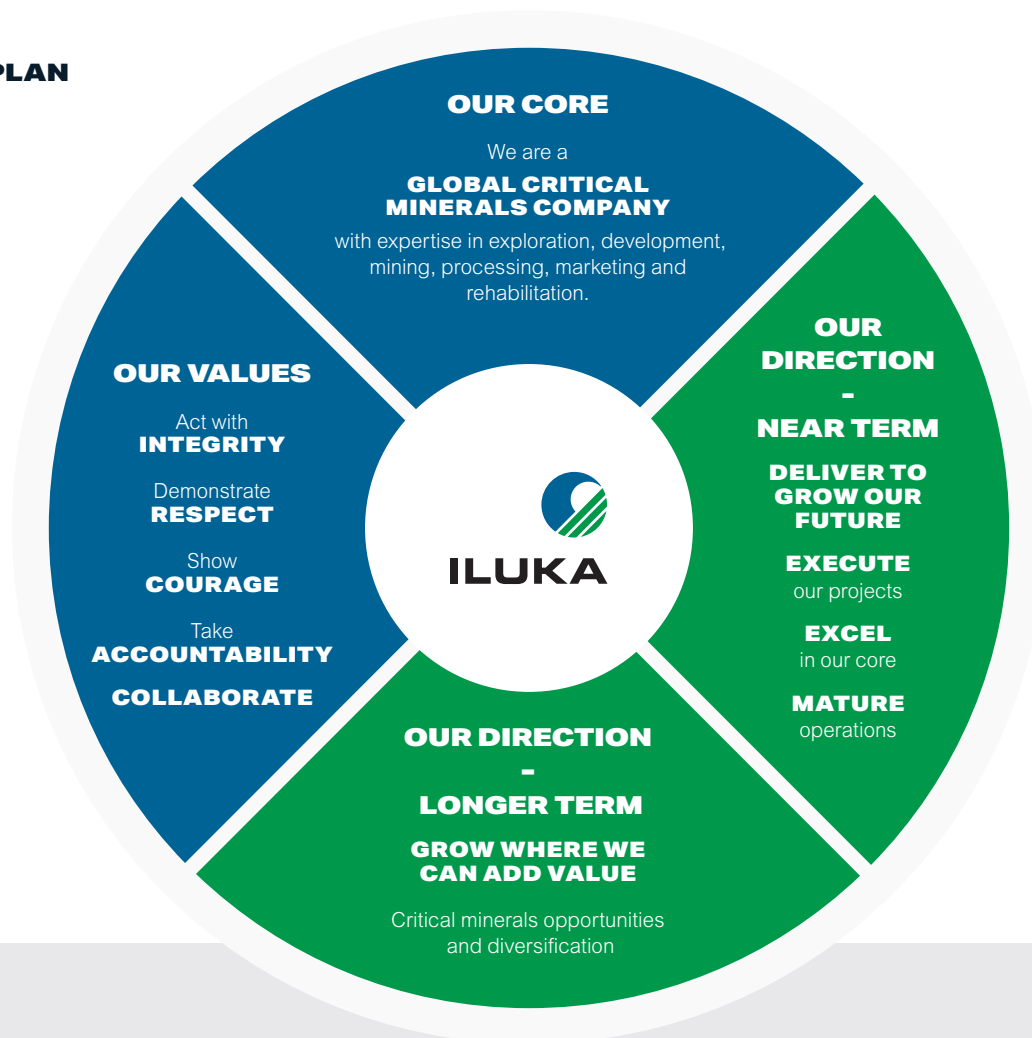 PLAN
OUR CORE
We are a
GLOBAL CRITICAL
MINERALS COMPANY
with expertise in exploration, development,
mining, processing, marketing and
rehabilitation.
OUR VALUES
Act with
INTEGRITY
Demonstrate
RESPECT
Show
COURAGE
Take
ACCOUNTABILITY
COLLABORATE
ILUKA
OUR
DIRECTION
-
NEAR TERM
DELIVER TO
GROW OUR
FUTURE
EXECUTE
our projects
EXCEL
in our core
MATURE
operations
OUR DIRECTION
-
LONGER TERM
GROW WHERE WE
CAN ADD VALUE
Critical minerals opportunities
and diversification